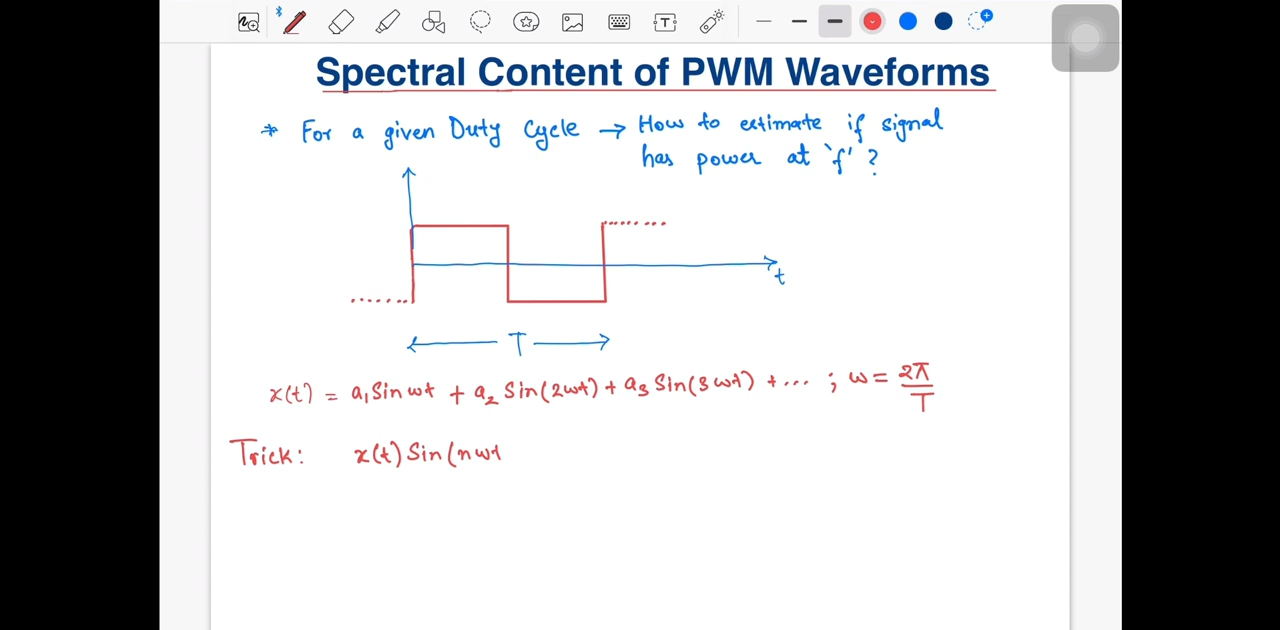 Spectral Content of PWM Waveforms
* For a given Duty Cycle → How to estimate if signal
has power at 'f' ?
t
T
x(t) = a₁ Sin ωt + a₂ Sin(2ωt) + a₃ Sin(3ωt) + ... ; ω = 2π/T
Trick: x(t) Sin(nωt